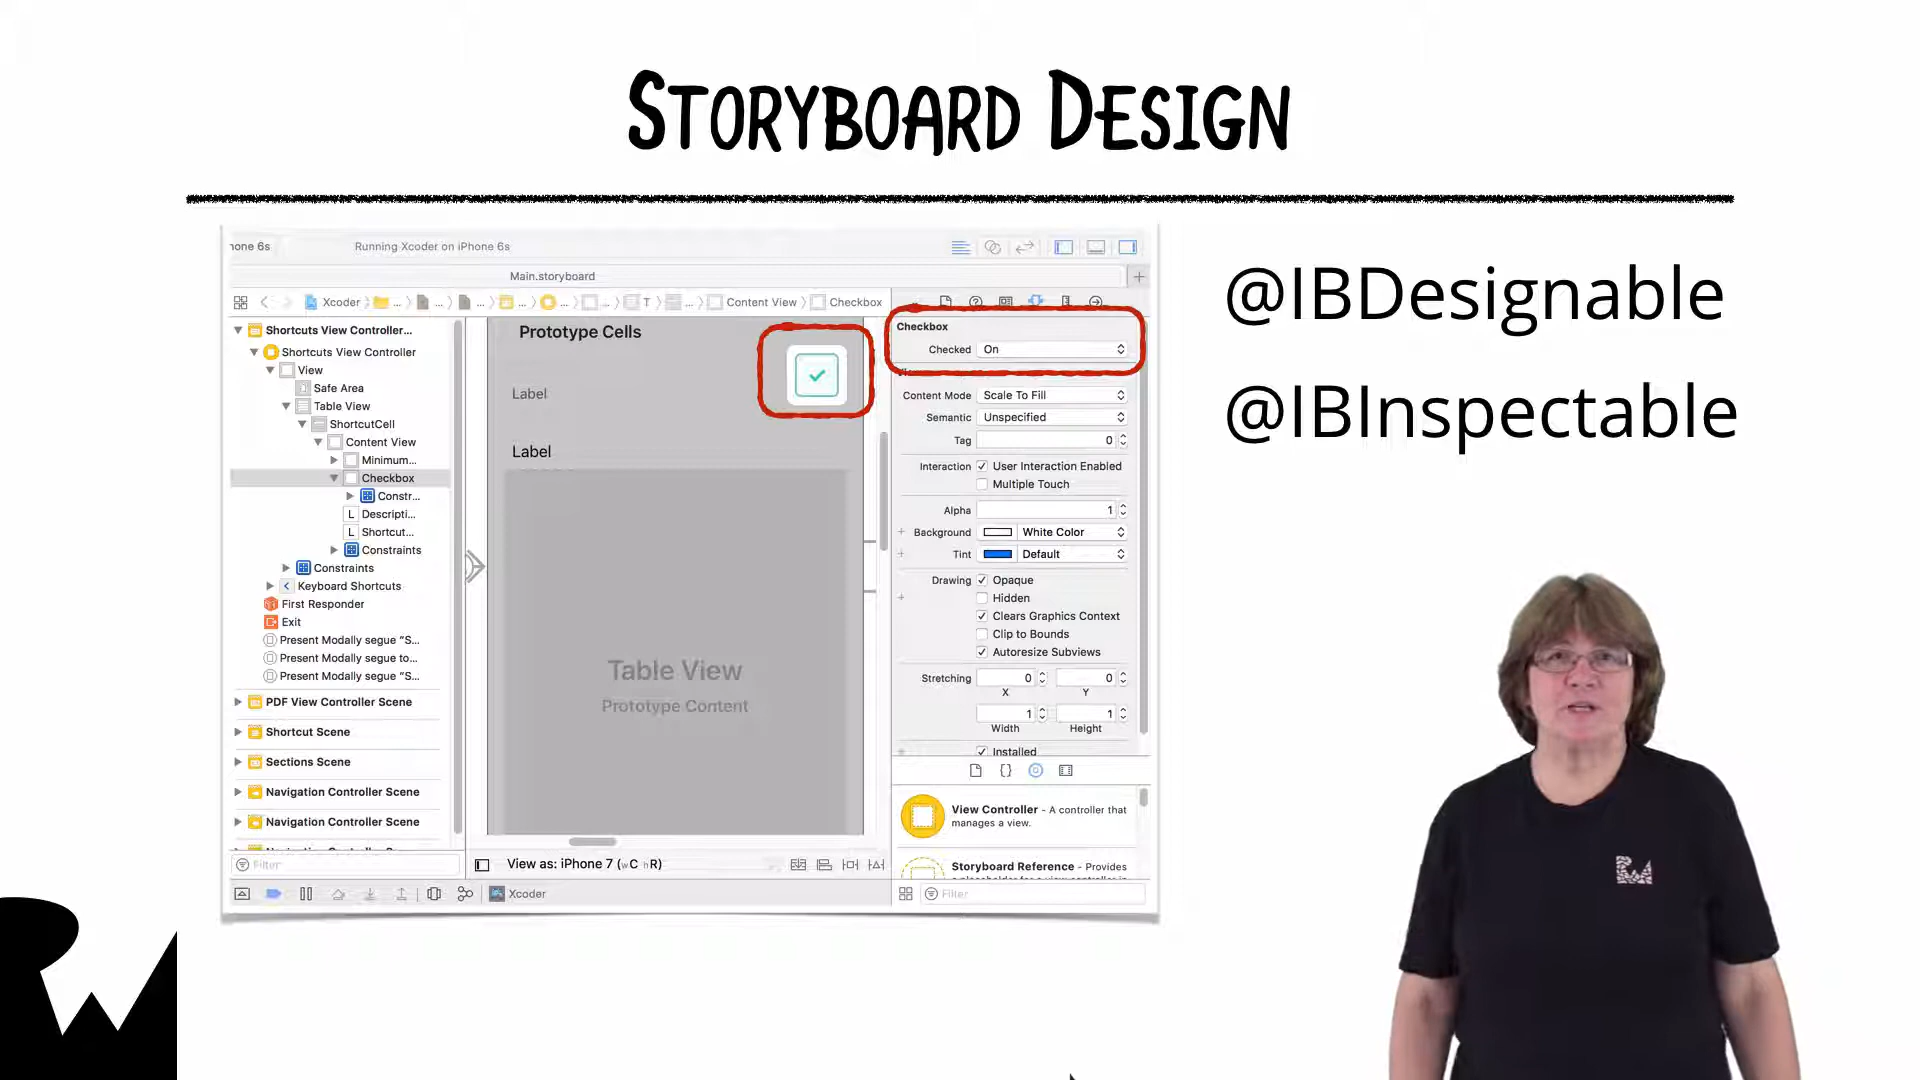 STORYBOARD DESIGN
hone 6s
Running Xcoder on iPhone 6s
Main.storyboard
Xcoder
...
...
...
...
...
T
...
Content View
Checkbox
Shortcuts View Controller...
Shortcuts View Controller
View
Safe Area
Table View
ShortcutCell
Content View
Minimum...
Checkbox
Constr...
Descripti...
L
Shortcut...
L
Constraints
Constraints
Keyboard Shortcuts
First Responder
Exit
Present Modally segue “S...
Present Modally segue to...
Present Modally segue “S...
PDF View Controller Scene
Shortcut Scene
Sections Scene
Navigation Controller Scene
Navigation Controller Scene
Filter
Prototype Cells
Label
Label
Table View
Prototype Content
View as: iPhone 7 (wC hR)
Xcoder
Checkbox
Checked On
Content Mode Scale To Fill
Semantic Unspecified
Tag 0
Interaction User Interaction Enabled
Multiple Touch
Alpha 1
Background White Color
Tint Default
Drawing Opaque
Hidden
Clears Graphics Context
Clip to Bounds
Autoresize Subviews
Stretching 0 0
X Y
1 1
Width Height
Installed
View Controller - A controller that
manages a view.
Storyboard Reference - Provides
Filter
@IBDesignable
@IBInspectable
RW